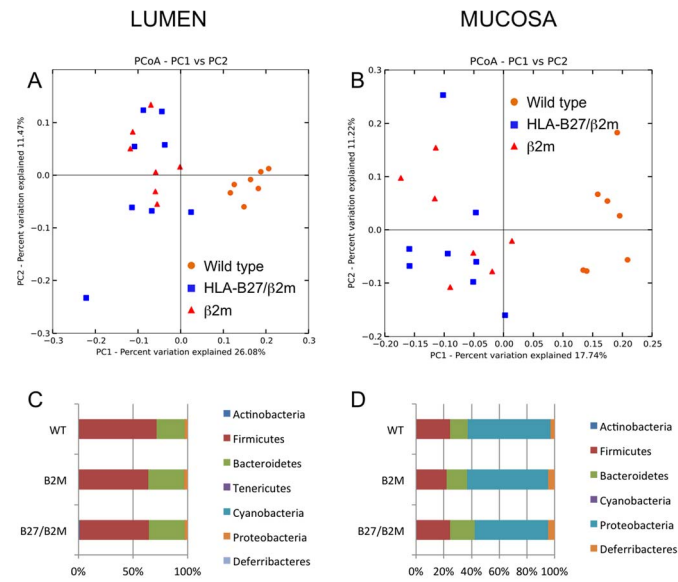 LUMEN
MUCOSA
A
PCoA - PC1 vs PC2
0.1
0.0
−0.1
−0.2
−0.3
−0.3
−0.2
−0.1
0.0
0.1
0.2
0.3
PC2 - Percent variation explained 11.47%
PC1 - Percent variation explained 26.08%
Wild type
HLA-B27/β2m
β2m
B
PCoA - PC1 vs PC2
0.3
0.2
0.1
0.0
−0.1
−0.2
−0.20
−0.15
−0.10
−0.05
0.00
0.05
0.10
0.15
0.20
0.25
PC2 - Percent variation explained 11.22%
PC1 - Percent variation explained 17.74%
Wild type
HLA-B27/β2m
β2m
C
WT
B2M
B27/B2M
0%
50%
100%
Actinobacteria
Firmicutes
Bacteroidetes
Tenericutes
Cyanobacteria
Proteobacteria
Deferribacteres
D
WT
B2M
B27/B2M
0%
20%
40%
60%
80%
100%
Actinobacteria
Firmicutes
Bacteroidetes
Cyanobacteria
Proteobacteria
Deferribacteres